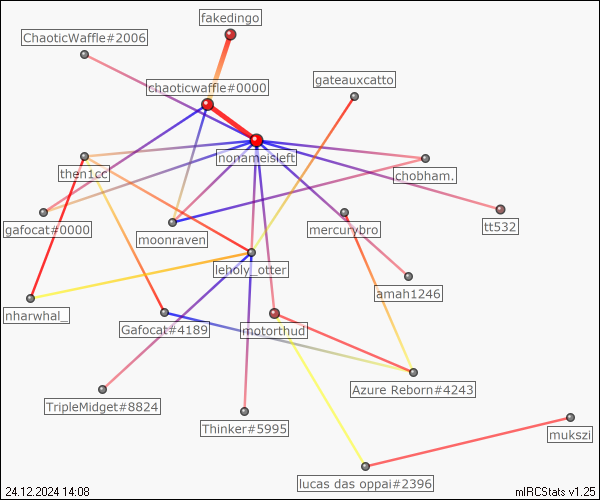 fakedingo
ChaoticWaffle#2006
gateauxcatto
chaoticwaffle#0000
nonameisleft
then1cc
chobham.
gafocat#0000
moonraven
mercurybro
tt532
leholy_otter
amah1246
nharwhal_
Gafocat#4189
motorthud
Azure Reborn#4243
TripleMidget#8824
Thinker#5995
mukszi
lucas das oppai#2396
24.12.2024 14:08
mIRCStats v1.25